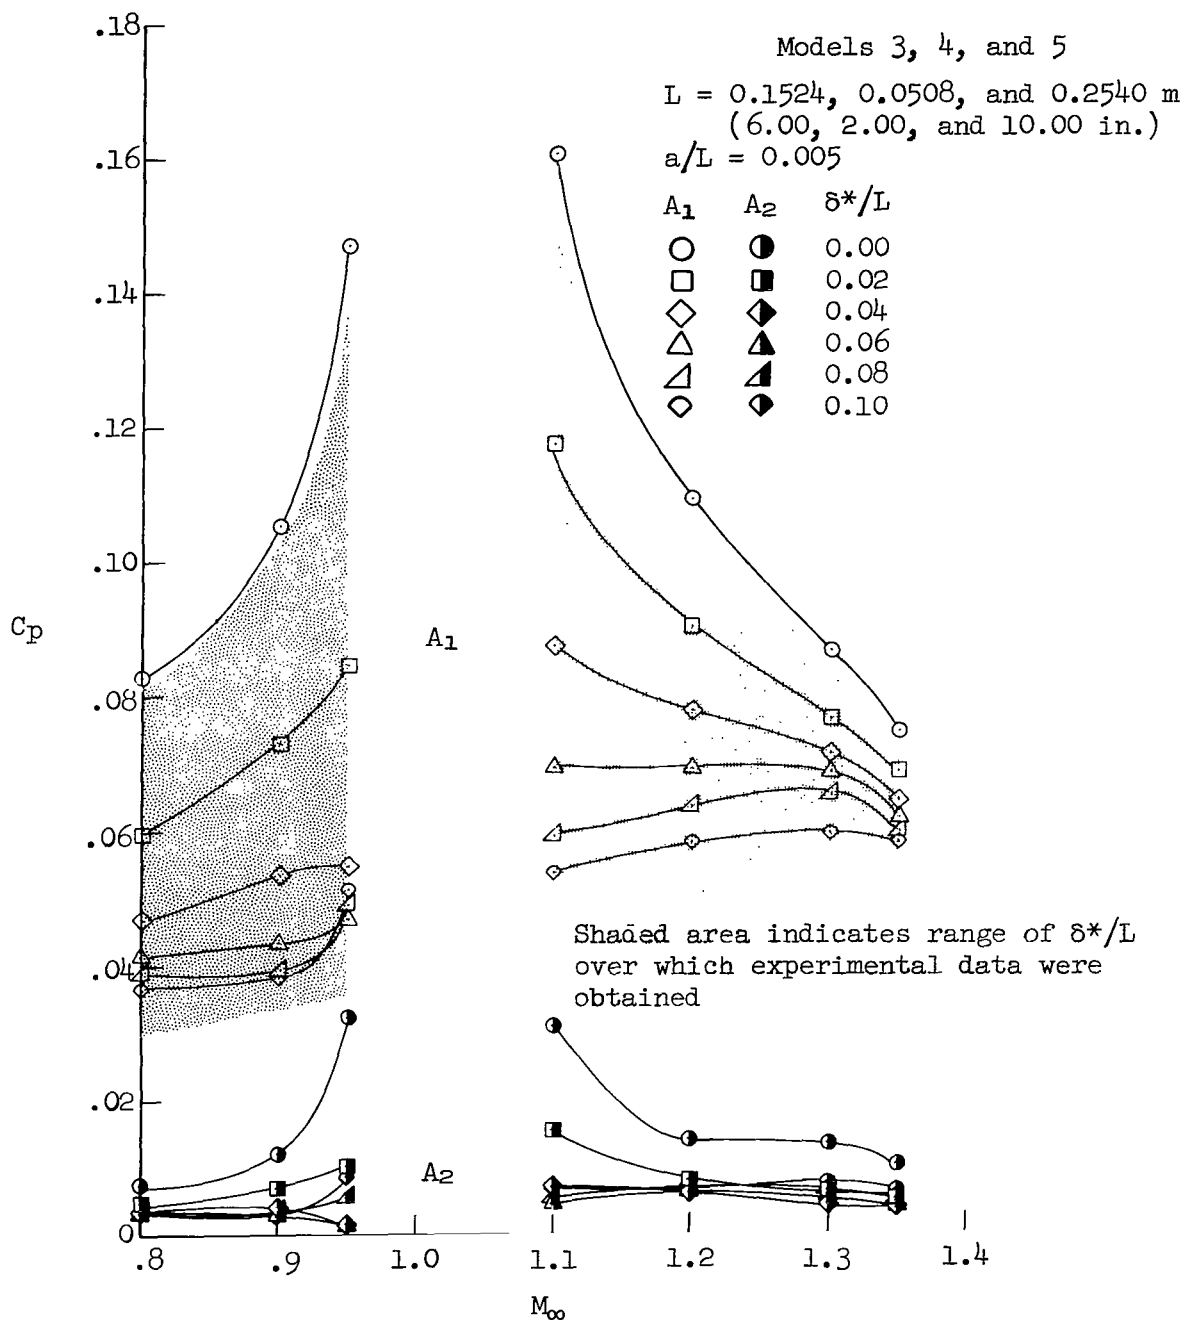 .18
Models 3, 4, and 5
L = 0.1524, 0.0508, and 0.2540 m
(6.00, 2.00, and 10.00 in.)
a/L = 0.005
A₁ A₂ δ*/L
0.00
0.02
0.04
0.06
0.08
0.10
.16
.14
.12
.10
Cp
A₁
.08
.06
Shaded area indicates range of δ*/L
over which experimental data were
obtained
.04
.02
A₂
0
.8 .9 1.0 1.1 1.2 1.3 1.4
M∞